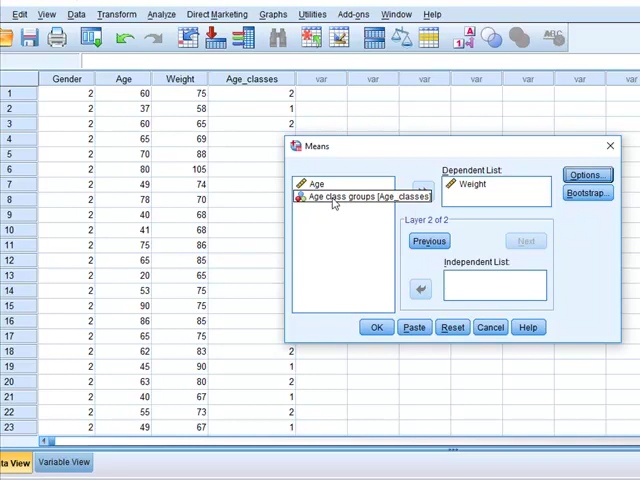 Edit View Data Transform Analyze Direct Marketing Graphs Utilities Add-ons Window Help
Gender Age Weight Age_classes var var var var var var
1 2 60 75 2
2 2 37 58 1
3 2 60 65 2
4 2 65 69
5 2 70 88
6 2 80 105
7 2 49 74
8 2 78 70
9 2 40 68
10 2 41 68
11 2 75 86
12 2 65 85
13 2 20 65
14 2 53 75
15 2 90 75
16 2 86 85
17 2 67 65
18 2 62 83 2
19 2 45 90 1
20 2 63 80 2
21 2 40 67 1
22 2 55 73 2
23 2 49 67 1
Means
Dependent List:
Age
Age class groups [Age_classes]
Weight
Options...
Bootstrap...
Layer 2 of 2
Previous Next
Independent List:
OK Paste Reset Cancel Help
ta View Variable View